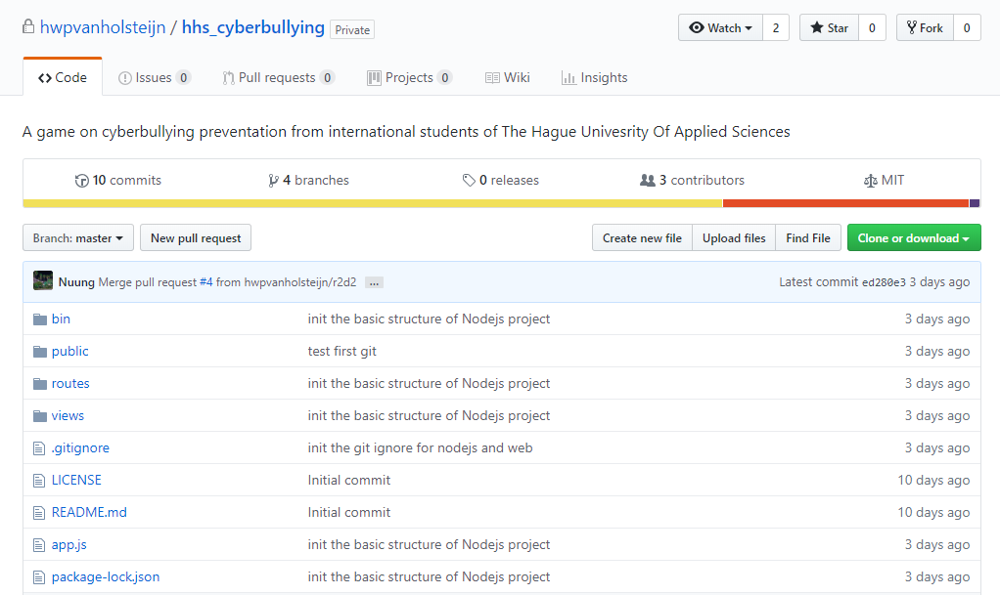 hwpvanholsteijn / hhs_cyberbullying Private Watch 2 Star 0 Fork 0
Code Issues 0 Pull requests 0 Projects 0 Wiki Insights
A game on cyberbullying preventation from international students of The Hague Univesrity Of Applied Sciences
10 commits 4 branches 0 releases 3 contributors MIT
Branch: master New pull request Create new file Upload files Find File Clone or download
Nuung Merge pull request #4 from hwpvanholsteijn/r2d2 … Latest commit ed280e3 3 days ago
bin init the basic structure of Nodejs project 3 days ago
public test first git 3 days ago
routes init the basic structure of Nodejs project 3 days ago
views init the basic structure of Nodejs project 3 days ago
.gitignore init the git ignore for nodejs and web 3 days ago
LICENSE Initial commit 10 days ago
README.md Initial commit 10 days ago
app.js init the basic structure of Nodejs project 3 days ago
package-lock.json init the basic structure of Nodejs project 3 days ago